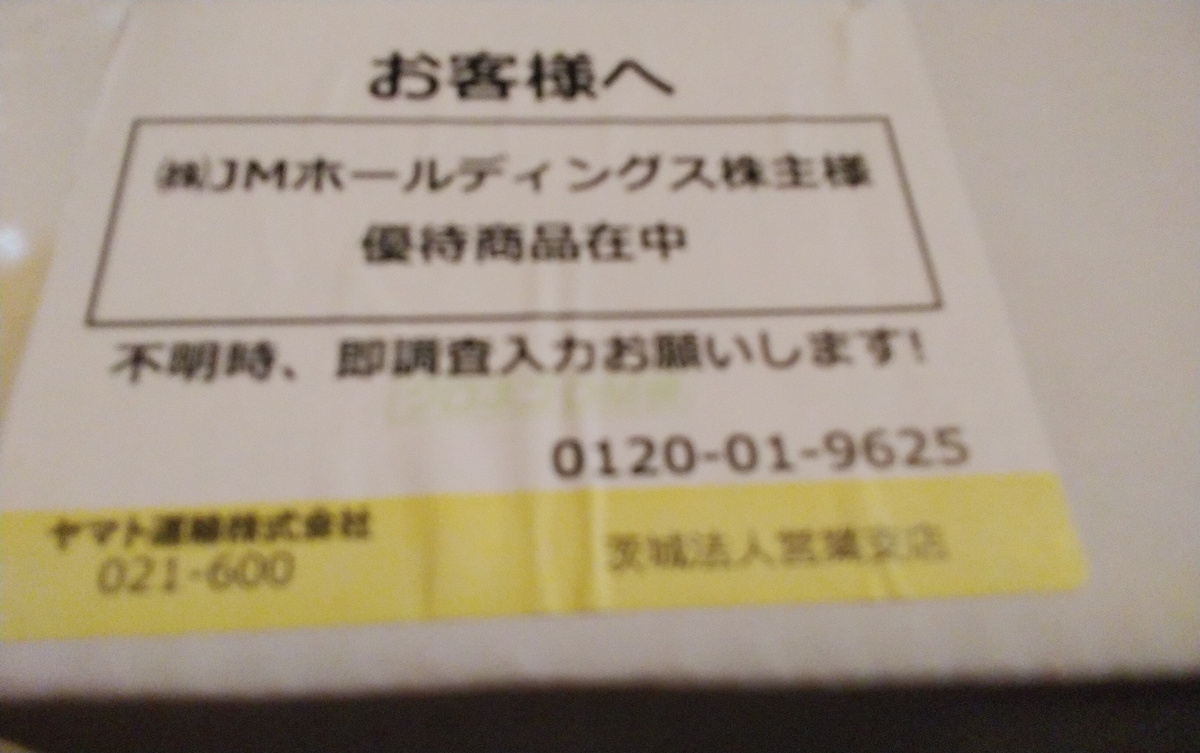 お客様へ
㈱JMホールディングス株主様
優待商品在中
不明時、即調査入力お願いします!
0120-01-9625
ヤマト運輸株式会社
021-600
茨城法人営業支店